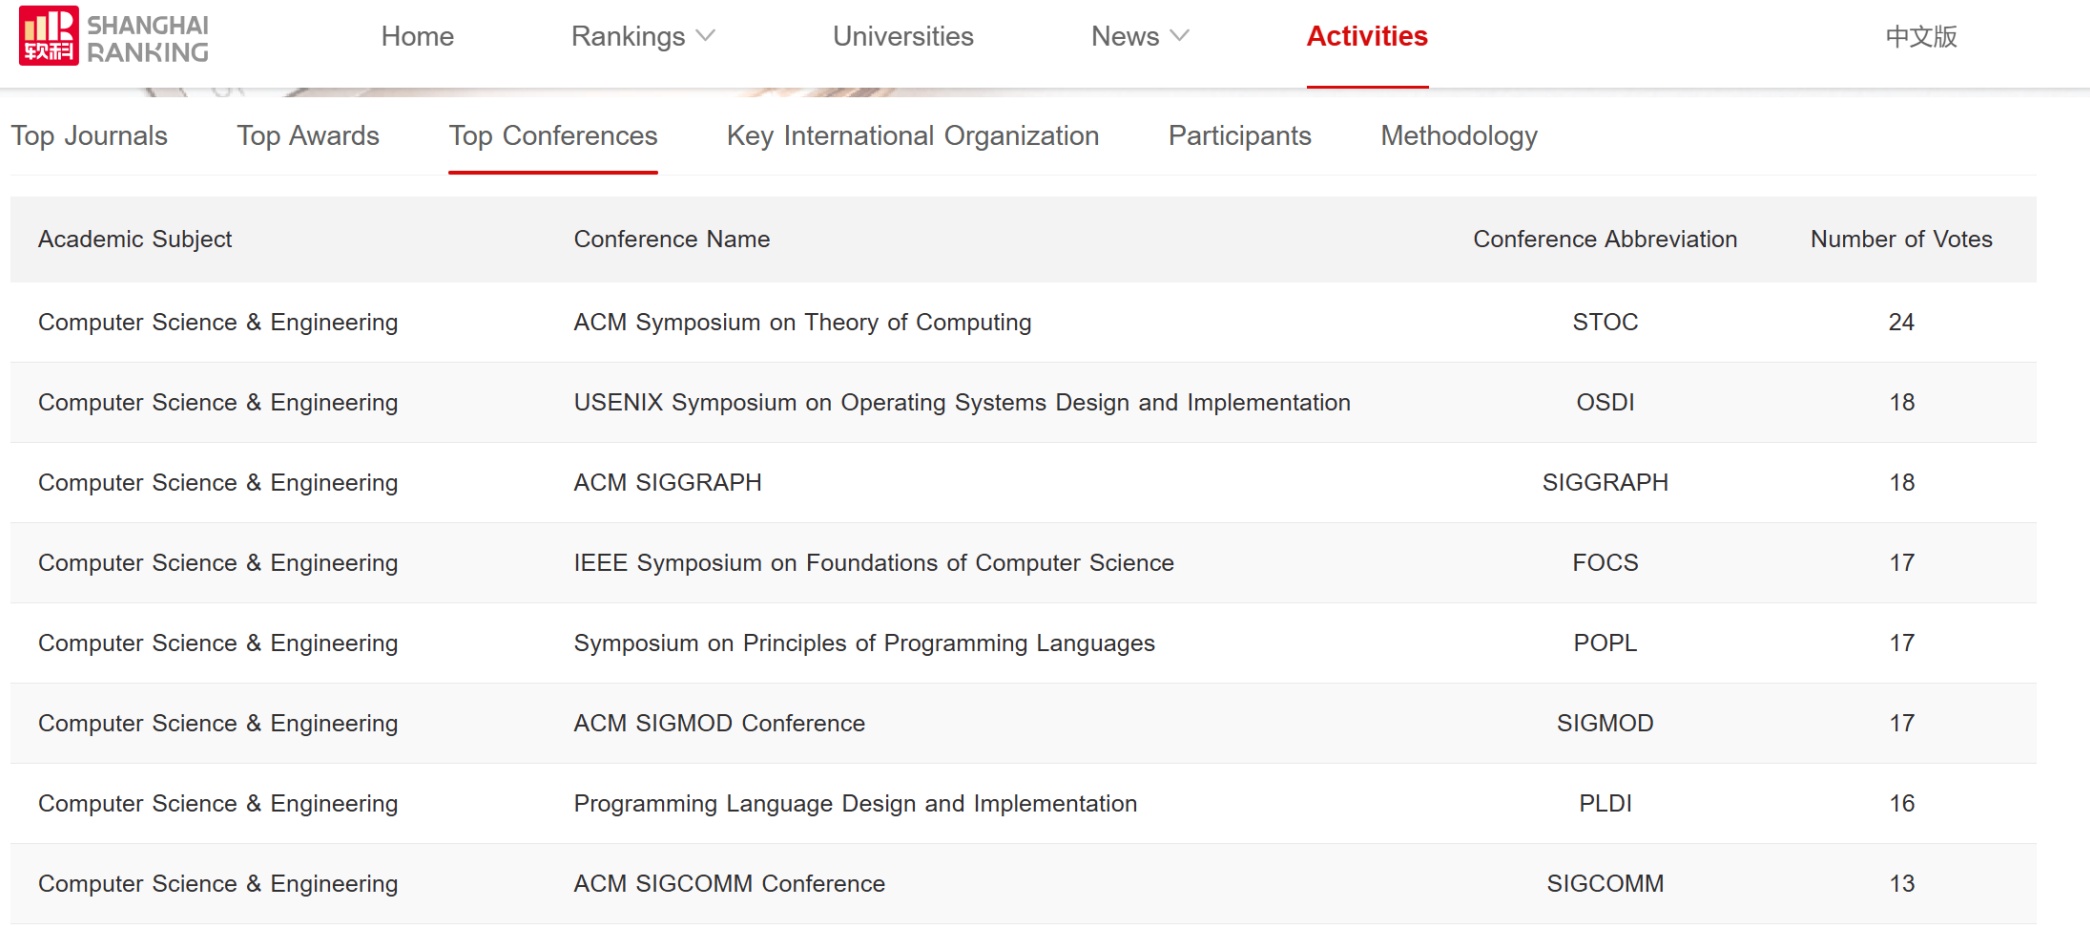 软科 SHANGHAI RANKING
Home Rankings Universities News Activities 中文版
Top Journals Top Awards Top Conferences Key International Organization Participants Methodology
Academic Subject Conference Name Conference Abbreviation Number of Votes
Computer Science & Engineering ACM Symposium on Theory of Computing STOC 24
Computer Science & Engineering USENIX Symposium on Operating Systems Design and Implementation OSDI 18
Computer Science & Engineering ACM SIGGRAPH SIGGRAPH 18
Computer Science & Engineering IEEE Symposium on Foundations of Computer Science FOCS 17
Computer Science & Engineering Symposium on Principles of Programming Languages POPL 17
Computer Science & Engineering ACM SIGMOD Conference SIGMOD 17
Computer Science & Engineering Programming Language Design and Implementation PLDI 16
Computer Science & Engineering ACM SIGCOMM Conference SIGCOMM 13